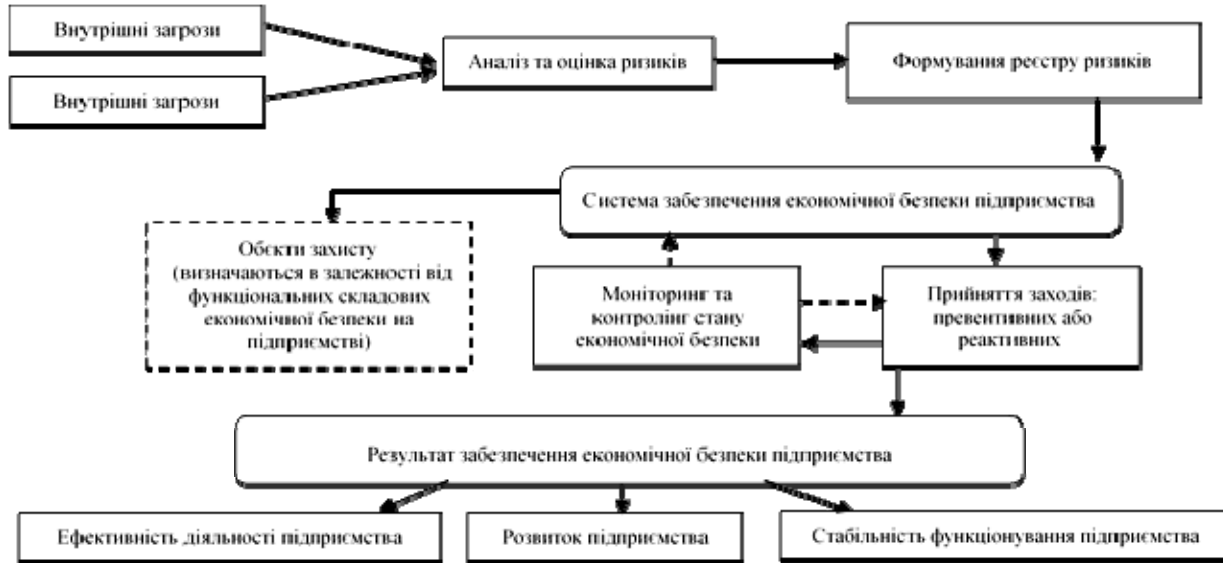 Внутрішні загрози
Аналіз та оцінка ризиків
Формування реєстру ризиків
Внутрішні загрози
Система забезпечення економічної безпеки підприємства
Обєкти захисту
(визначаються в залежності від
функціональних складових
економічної безпеки на
підприємстві)
Моніторинг та
контролінг стану
економічної безпеки
Прийняття заходів:
превентивних або
реактивних
Результат забезпечення економічної безпеки підприємства
Ефективність діяльності підприємства
Розвиток підприємства
Стабільність функціонування підприємства